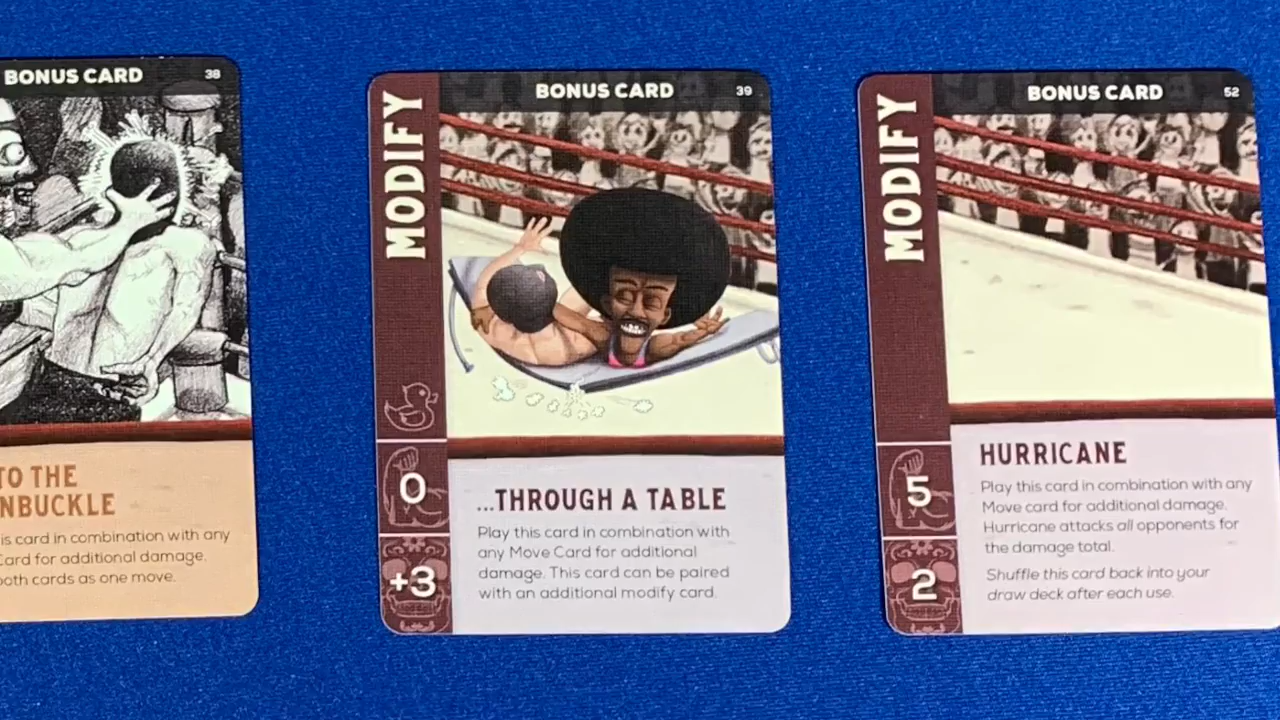 BONUS CARD 38
TO THE
NBUCKLE
is card in combination with any
Card for additional damage.
both cards as one move.
MODIFY
BONUS CARD 39
0
+3
...THROUGH A TABLE
Play this card in combination with
any Move Card for additional
damage. This card can be paired
with an additional modify card.
MODIFY
BONUS CARD 52
5
2
HURRICANE
Play this card in combination with any
Move card for additional damage.
Hurricane attacks all opponents for
the damage total.
Shuffle this card back into your
draw deck after each use.